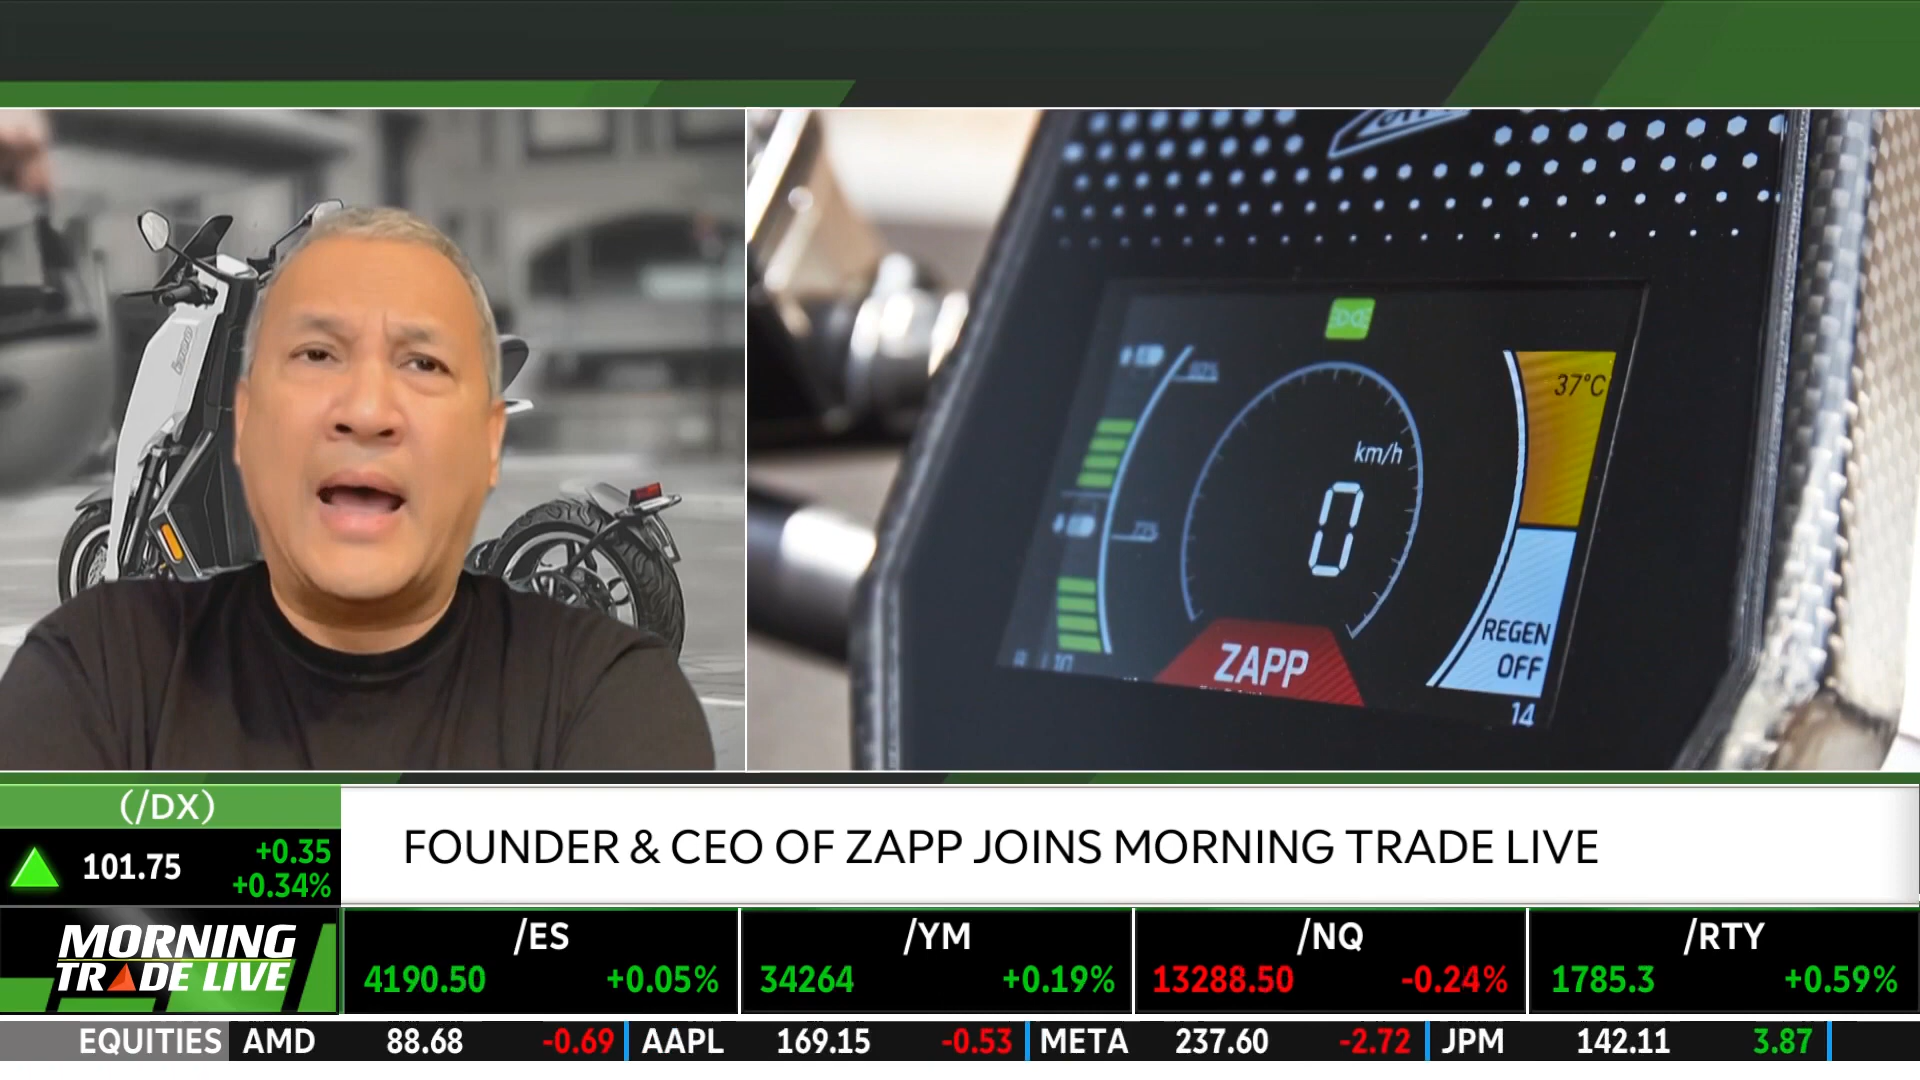 37°C
km/h
0
REGEN
OFF
ZAPP
14
(/DX)
101.75
+0.35
+0.34%
FOUNDER & CEO OF ZAPP JOINS MORNING TRADE LIVE
MORNING
TRADE LIVE
/ES
4190.50 +0.05%
/YM
34264 +0.19%
/NQ
13288.50 -0.24%
/RTY
1785.3 +0.59%
EQUITIES AMD 88.68 -0.69 AAPL 169.15 -0.53 META 237.60 -2.72 JPM 142.11 3.87